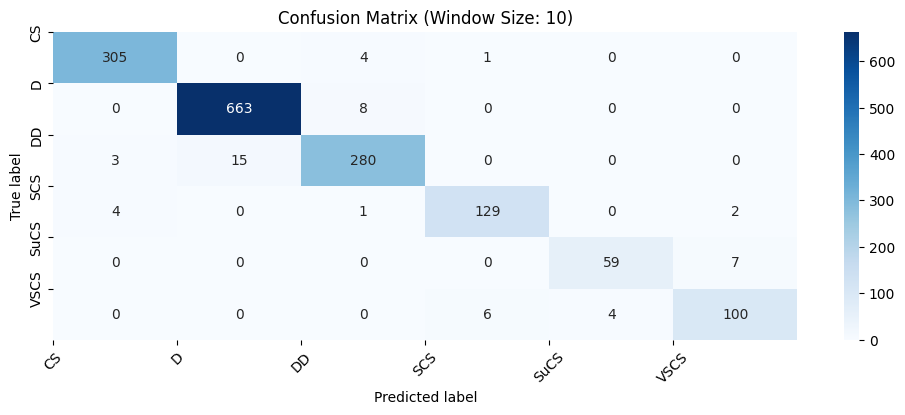 Confusion Matrix (Window Size: 10)
CS 305 0 4 1 0 0
D 0 663 8 0 0 0
DD 3 15 280 0 0 0
SCS 4 0 1 129 0 2
SuCS 0 0 0 0 59 7
VSCS 0 0 0 6 4 100
CS D DD SCS SuCS VSCS
True label
Predicted label
600
500
400
300
200
100
0